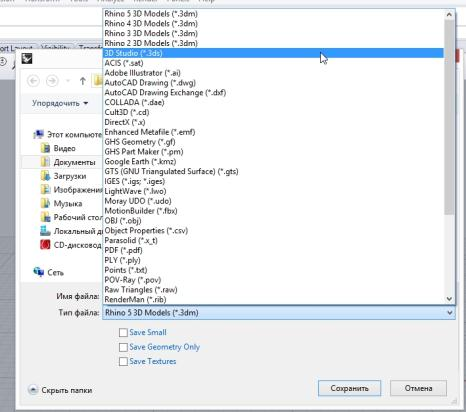 Transform
Analyze
Rhino 5 3D Models (*.3dm)
Rhino 4 3D Models (*.3dm)
Rhino 3 3D Models (*.3dm)
Rhino 2 3D Models (*.3dm)
3D Studio (*.3ds)
ACIS (*.sat)
Adobe Illustrator (*.ai)
AutoCAD Drawing (*.dwg)
AutoCAD Drawing Exchange (*.dxf)
COLLADA (*.dae)
Cult3D (*.cd)
DirectX (*.x)
Enhanced Metafile (*.emf)
GHS Geometry (*.gf)
GHS Part Maker (*.pm)
Google Earth (*.kmz)
GTS (GNU Triangulated Surface) (*.gts)
IGES (*.igs; *.iges)
LightWave (*.lwo)
Moray UDO (*.udo)
MotionBuilder (*.fbx)
OBJ (*.obj)
Object Properties (*.csv)
Parasolid (*.x_t)
PDF (*.pdf)
PLY (*.ply)
Points (*.txt)
POV-Ray (*.pov)
Raw Triangles (*.raw)
RenderMan (*.rib)
Упорядочить
Этот компьюте
Видео
Документы
Загрузки
Изображения
Музыка
Рабочий стол
Локальный д
CD-дисковод
Сеть
Имя файла:
Тип файла: Rhino 5 3D Models (*.3dm)
Save Small
Save Geometry Only
Save Textures
Скрыть папки
Сохранить
Отмена